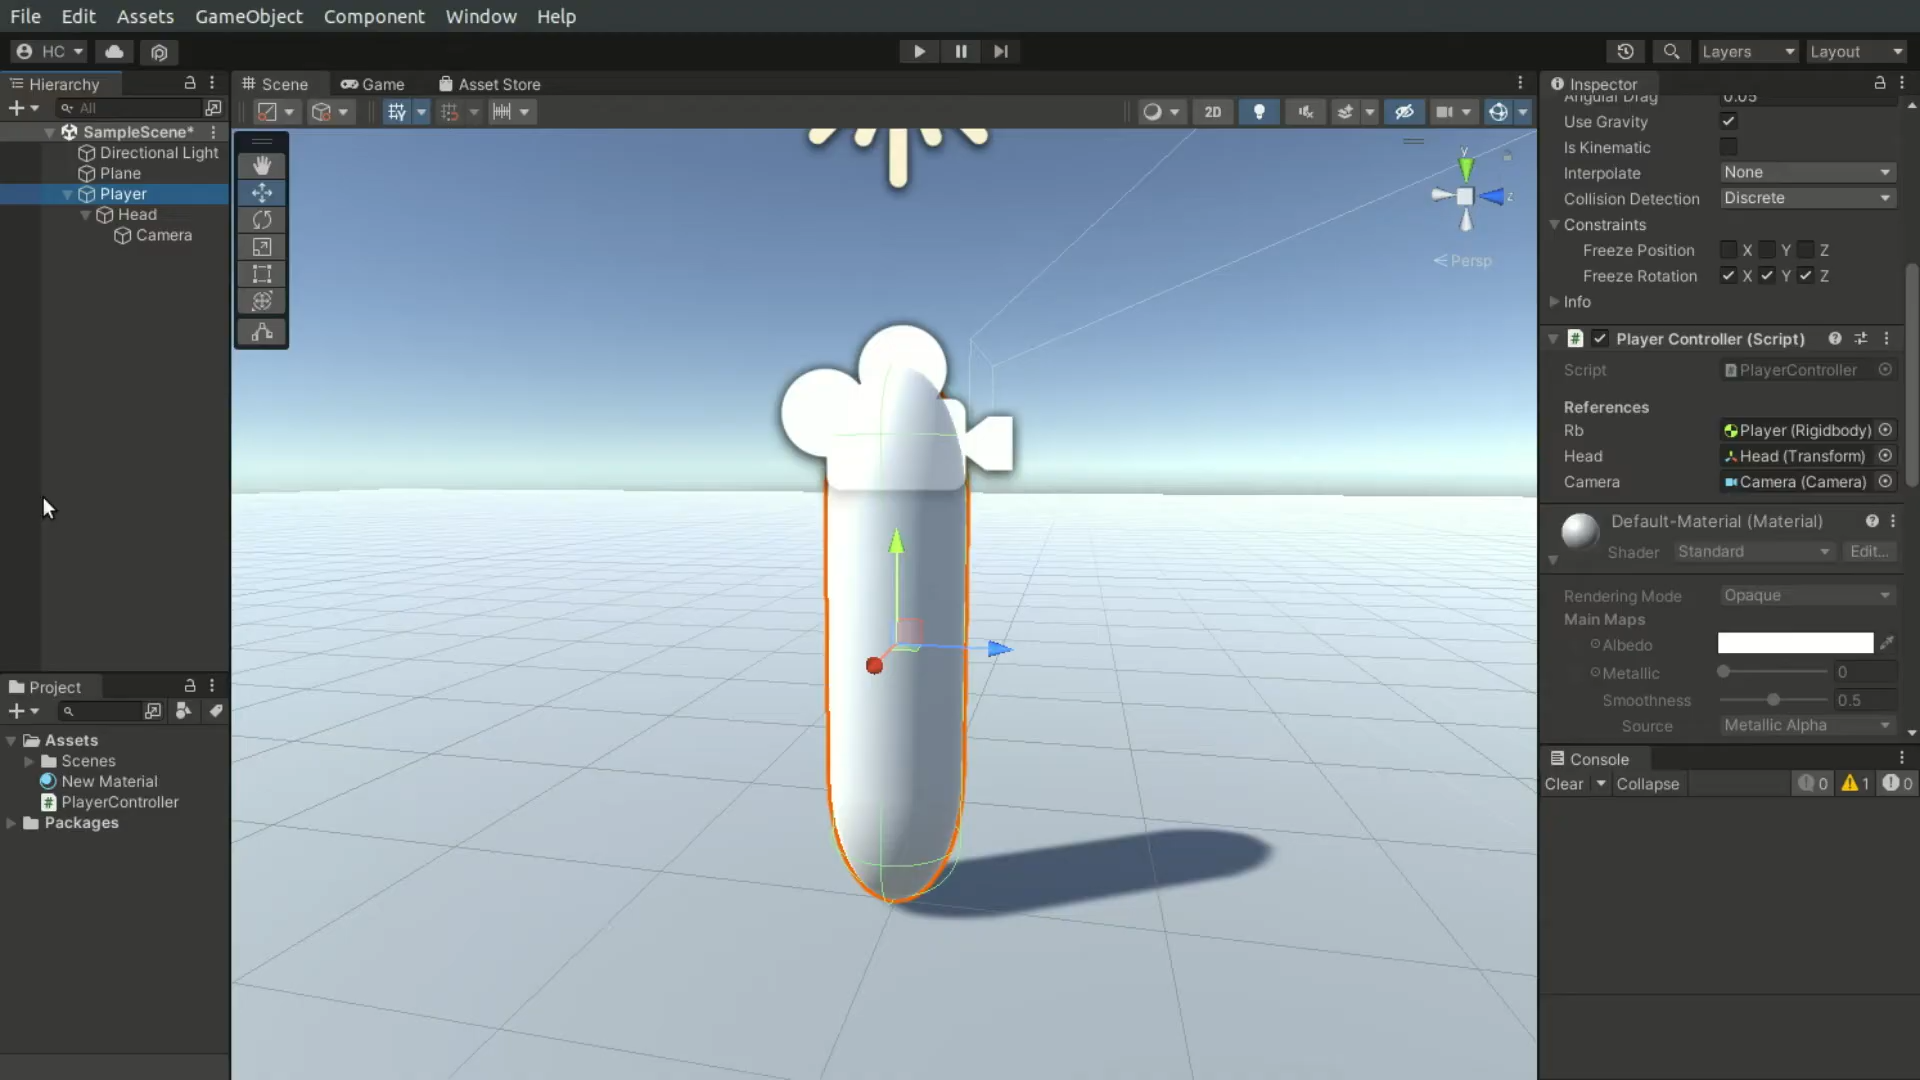 File Edit Assets GameObject Component Window Help
HC Layers Layout
Hierarchy
All
SampleScene*
Directional Light
Plane
Player
Head
Camera
Scene Game Asset Store
2D
y
z
Persp
Inspector
Angular Drag 0.05
Use Gravity
Is Kinematic
Interpolate None
Collision Detection Discrete
Constraints
Freeze Position X Y Z
Freeze Rotation X Y Z
Info
# Player Controller (Script)
Script PlayerController
References
Rb Player (Rigidbody)
Head Head (Transform)
Camera Camera (Camera)
Default-Material (Material)
Shader Standard Edit...
Rendering Mode Opaque
Main Maps
Albedo
Metallic 0
Smoothness 0.5
Source Metallic Alpha
Project
Assets
Scenes
New Material
# PlayerController
Packages
Console
Clear Collapse 0 1 0